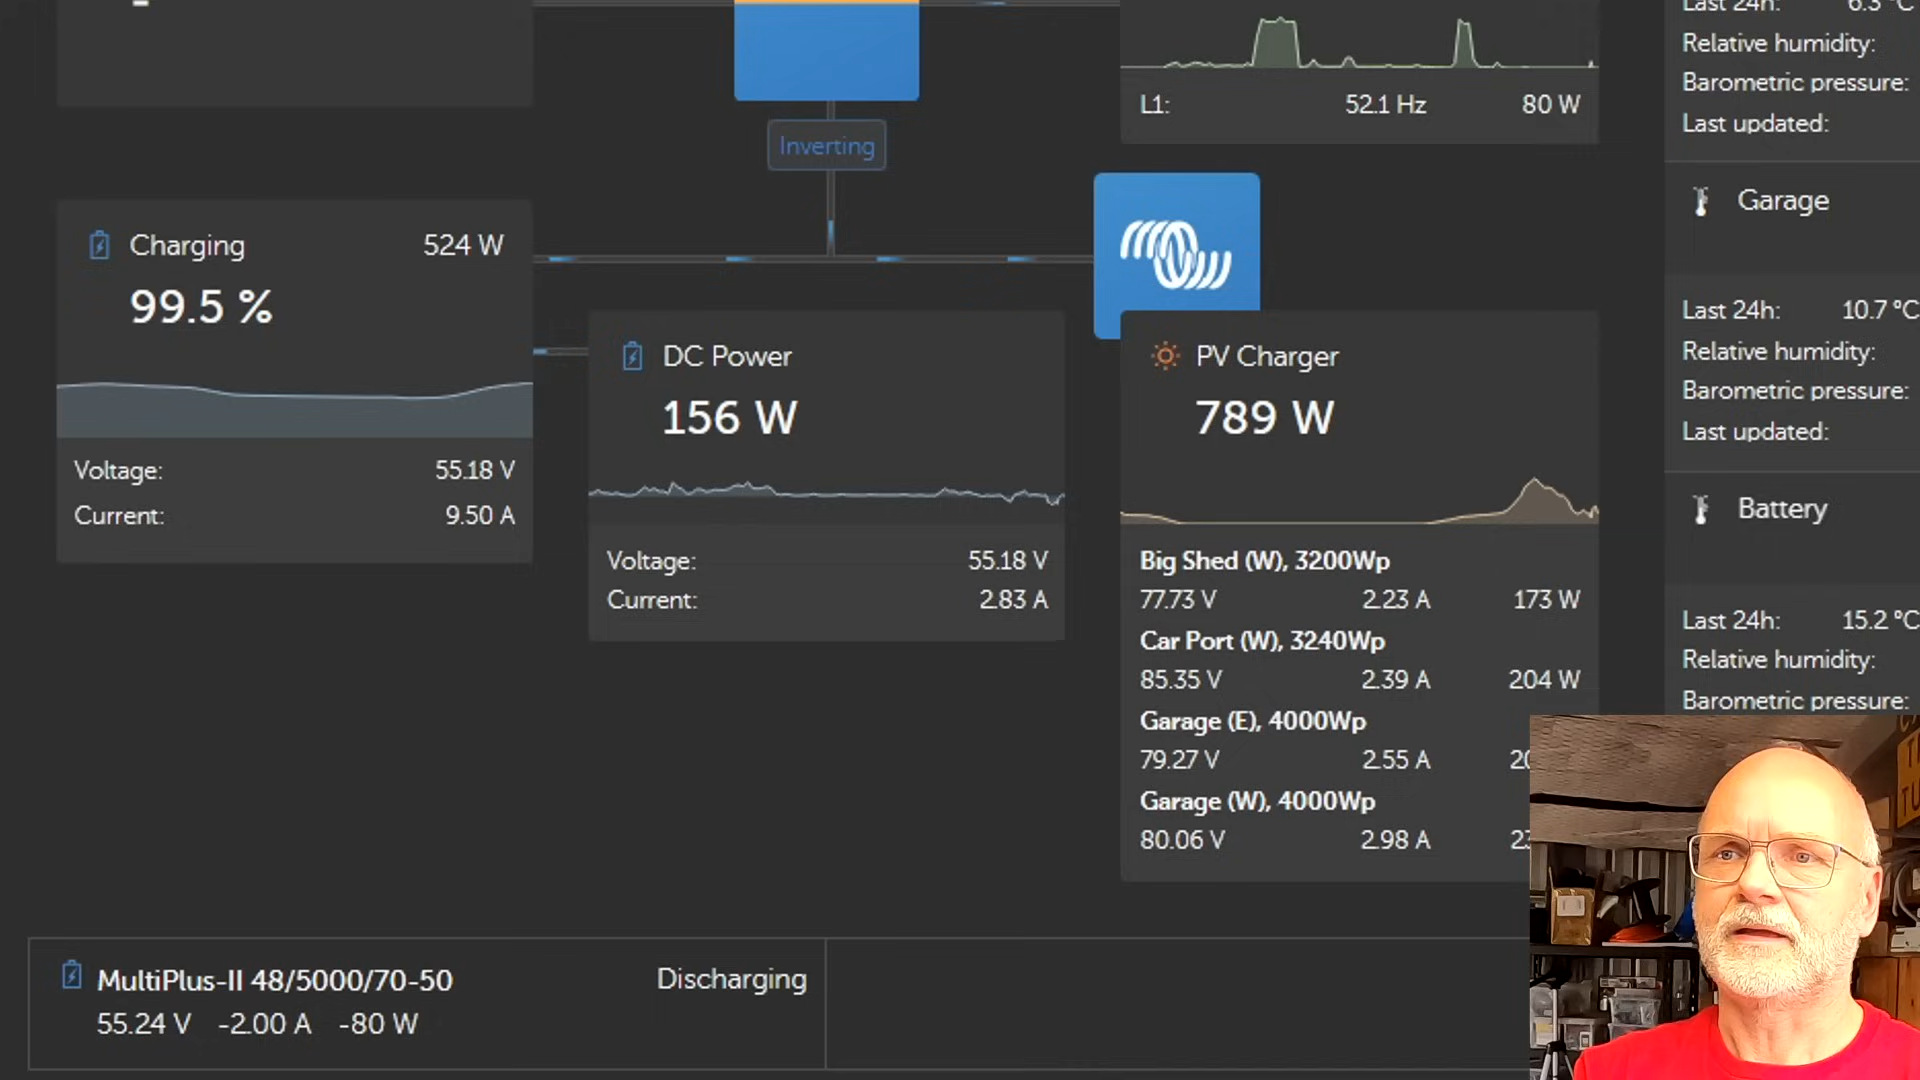 L1: 52.1 Hz 80 W
Inverting
Charging 524 W
99.5 %
Voltage: 55.18 V
Current: 9.50 A
DC Power
156 W
Voltage: 55.18 V
Current: 2.83 A
PV Charger
789 W
Big Shed (W), 3200Wp
77.73 V 2.23 A 173 W
Car Port (W), 3240Wp
85.35 V 2.39 A 204 W
Garage (E), 4000Wp
79.27 V 2.55 A
Garage (W), 4000Wp
80.06 V 2.98 A
Last 24h: 6.3 °C
Relative humidity:
Barometric pressure:
Last updated:
Garage
Last 24h: 10.7 °C
Relative humidity:
Barometric pressure:
Last updated:
Battery
Last 24h: 15.2 °C
Relative humidity:
Barometric pressure:
MultiPlus-II 48/5000/70-50 Discharging
55.24 V -2.00 A -80 W